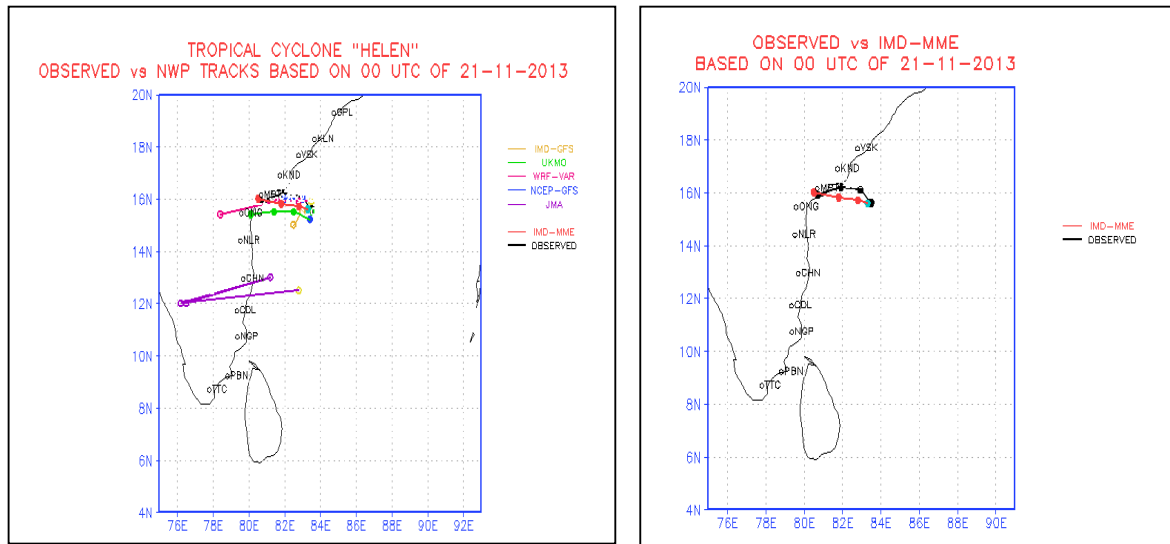 TROPICAL CYCLONE "HELEN"
OBSERVED vs NWP TRACKS BASED ON 00 UTC OF 21-11-2013
20N
18N
16N
14N
12N
10N
8N
6N
4N
76E 78E 80E 82E 84E 86E 88E 90E 92E
GPL
KLN
VSK
KND
ONG
NLR
CHN
CDL
NGP
PBN
TTC
IMD-GFS
UKMO
WRF-VAR
NCEP-GFS
JMA
IMD-MME
OBSERVED
OBSERVED vs IMD-MME
BASED ON 00 UTC OF 21-11-2013
20N
18N
16N
14N
12N
10N
8N
6N
4N
76E 78E 80E 82E 84E 86E 88E 90E
VSK
KND
ONG
NLR
CHN
CDL
NGP
PBN
TTC
IMD-MME
OBSERVED